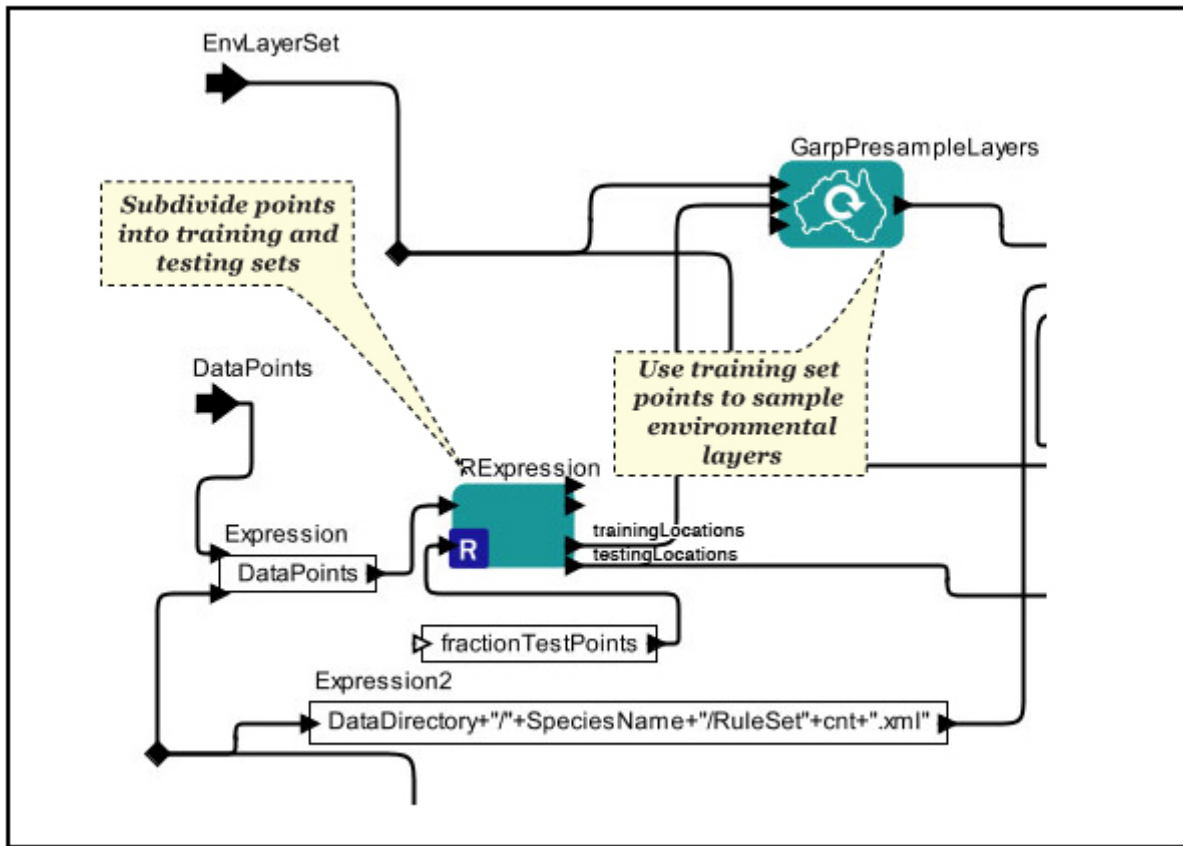 EnvLayerSet
GarpPresampleLayers
Subdivide points
into training and
testing sets
DataPoints
Use training set
points to sample
environmental
layers
RExpression
trainingLocations
testingLocations
R
Expression
DataPoints
fractionTestPoints
Expression2
DataDirectory+"/"+SpeciesName+"/RuleSet"+cnt+".xml"